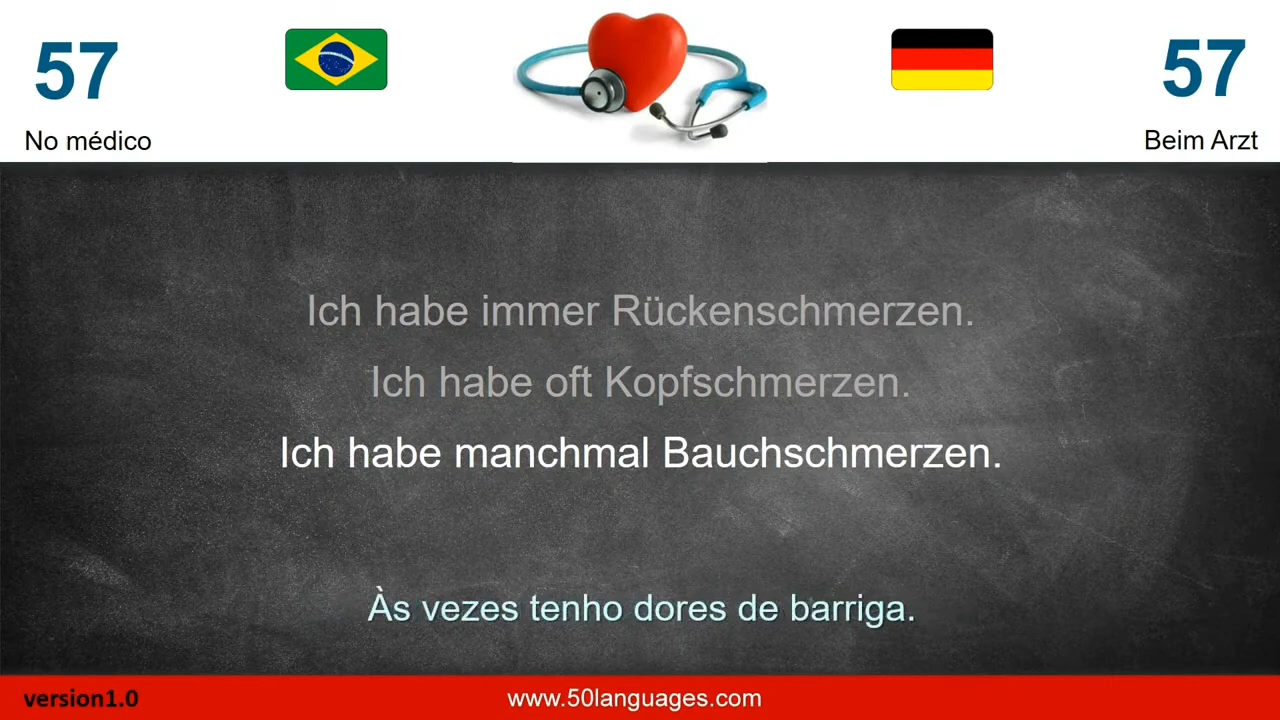 57
57
No médico
Beim Arzt
Ich habe immer Rückenschmerzen.
Ich habe oft Kopfschmerzen.
Ich habe manchmal Bauchschmerzen.
Às vezes tenho dores de barriga.
version1.0
www.50languages.com